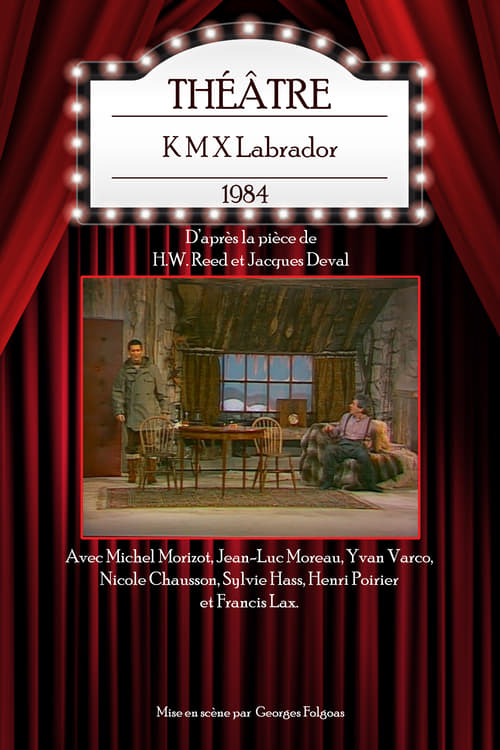 THÉÂTRE
K M X Labrador
1984
D'après la pièce de
H.W. Reed et Jacques Deval
Avec Michel Morizot, Jean-Luc Moreau, Yvan Varco,
Nicole Chausson, Sylvie Hass, Henri Poirier
et Francis Lax.
Mise en scène par Georges Folgoas